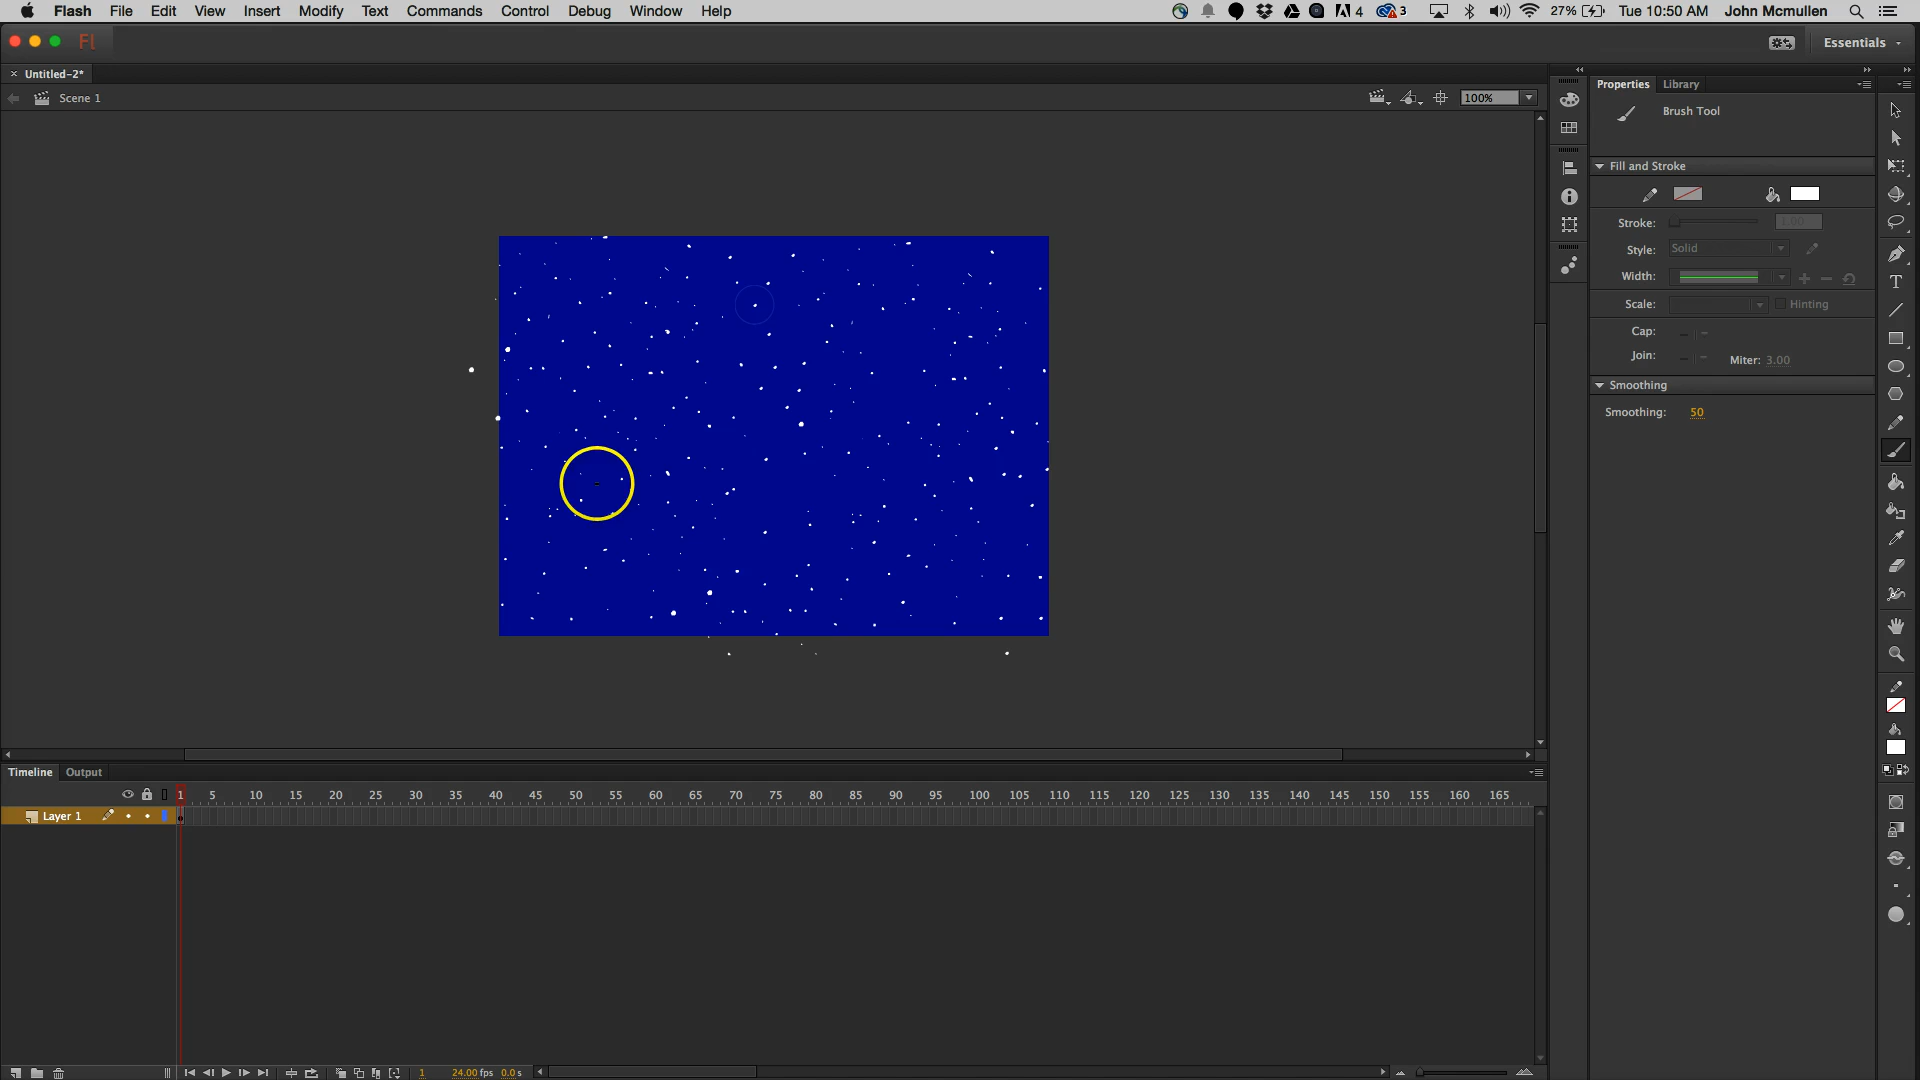 Flash File Edit View Insert Modify Text Commands Control Debug Window Help 4 3 27% Tue 10:50 AM John Mcmullen
Fl Essentials
× Untitled-2*
Scene 1 100%
Properties Library
Brush Tool
Fill and Stroke
Stroke: 1.00
Style: Solid
Width:
Scale: Hinting
Cap:
Join: Miter: 3.00
Smoothing
Smoothing: 50
T
Timeline Output
1 5 10 15 20 25 30 35 40 45 50 55 60 65 70 75 80 85 90 95 100 105 110 115 120 125 130 135 140 145 150 155 160 165
Layer 1
1 24.00 fps 0.0 s